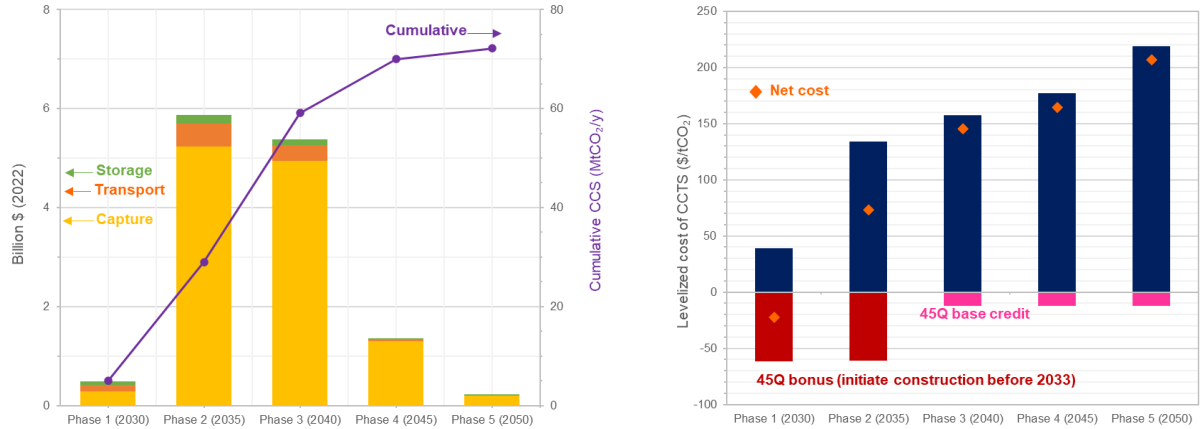 8
6
4
2
0
Billion $ (2022)
Cumulative
Storage
Transport
Capture
80
60
40
20
0
Cumulative CCS (MtCO₂/y)
Phase 1 (2030) Phase 2 (2035) Phase 3 (2040) Phase 4 (2045) Phase 5 (2050)
250
200
150
100
50
0
-50
-100
Levelized cost of CCTS ($/tCO₂)
Net cost
45Q base credit
45Q bonus (initiate construction before 2033)
Phase 1 (2030) Phase 2 (2035) Phase 3 (2040) Phase 4 (2045) Phase 5 (2050)